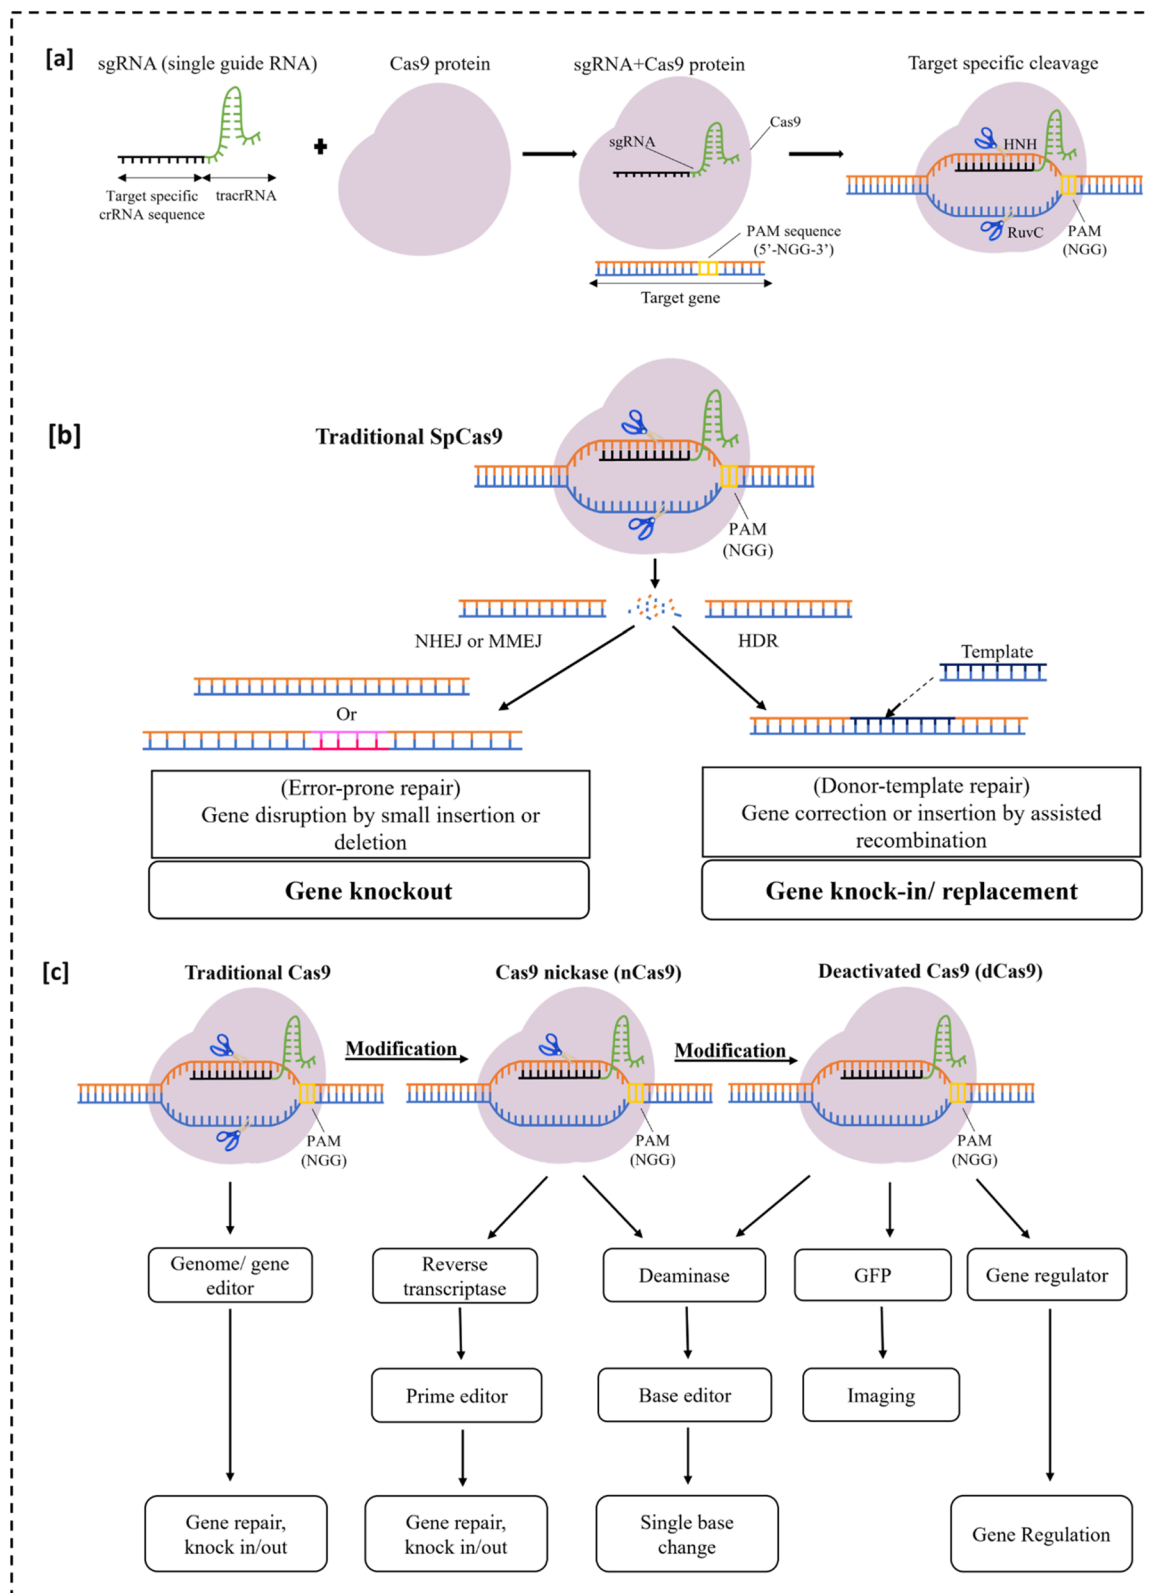 [a]
sgRNA (single guide RNA)
Cas9 protein
sgRNA+Cas9 protein
Target specific cleavage
Target specific
crRNA sequence
tracrRNA
sgRNA
Cas9
PAM sequence
(5'-NGG-3')
Target gene
HNH
RuvC
PAM
(NGG)
[b]
Traditional SpCas9
PAM
(NGG)
NHEJ or MMEJ
HDR
Template
Or
(Error-prone repair)
Gene disruption by small insertion or
deletion
Gene knockout
(Donor-template repair)
Gene correction or insertion by assisted
recombination
Gene knock-in/ replacement
[c]
Traditional Cas9
Cas9 nickase (nCas9)
Deactivated Cas9 (dCas9)
Modification
Modification
PAM
(NGG)
PAM
(NGG)
PAM
(NGG)
Genome/ gene
editor
Reverse
transcriptase
Deaminase
GFP
Gene regulator
Prime editor
Base editor
Imaging
Gene repair,
knock in/out
Gene repair,
knock in/out
Single base
change
Gene Regulation